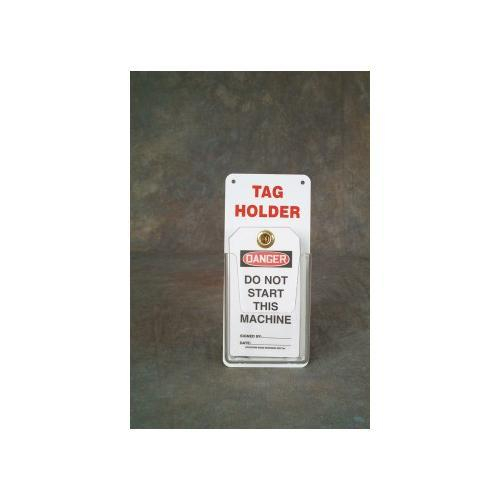 TAG
HOLDER
DANGER
DO NOT
START
THIS
MACHINE
SIGNED BY:
DATE: